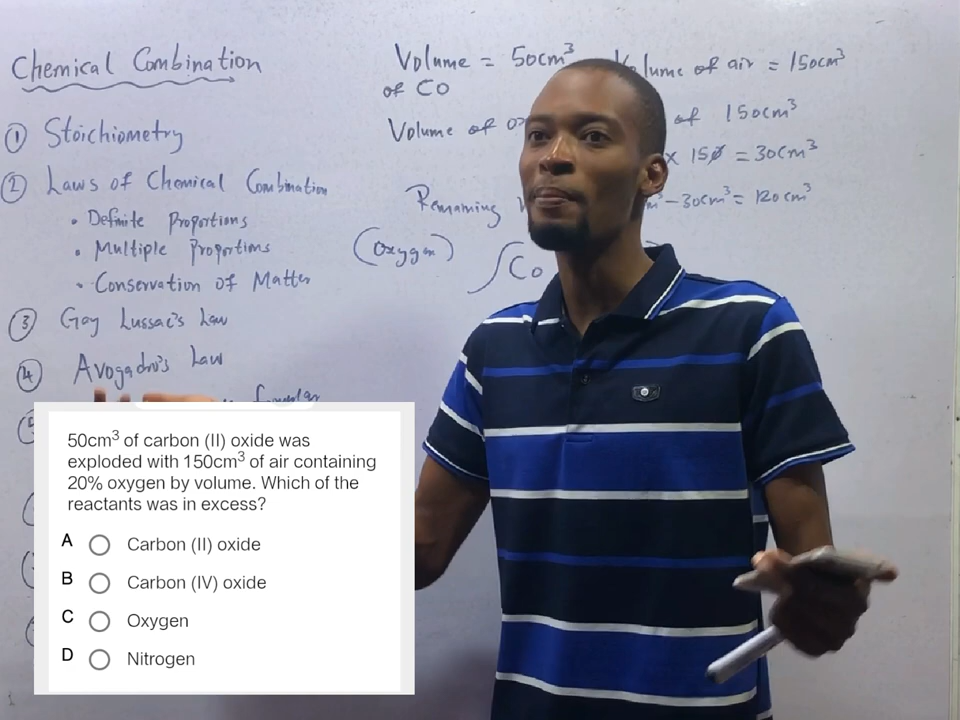 Chemical Combination
① Stoichiometry
② Laws of Chemical Combination
• Definite Proportions
• Multiple Proportions
• Conservation of Matter
③ Gay Lussac's Law
④ Avogadro's Law
Volume = 50cm³
of CO
Volume of air = 150cm³
Volume of
of 150cm³
x 150 = 30cm³
Remaining
- 30cm³ = 120cm³
(Oxygen)
Co
50cm³ of carbon (II) oxide was
exploded with 150cm³ of air containing
20% oxygen by volume. Which of the
reactants was in excess?
A Carbon (II) oxide
B Carbon (IV) oxide
C Oxygen
D Nitrogen